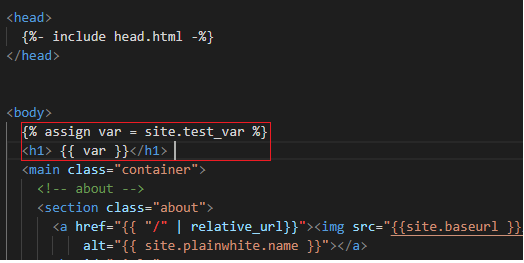 <head>
{%- include head.html -%}
</head>
<body>
{% assign var = site.test_var %}
<h1> {{ var }}</h1>
<main class="container">
<!-- about -->
<section class="about">
<a href="{{ "/" | relative_url}}"><img src="{{site.baseurl }}
alt="{{ site.plainwhite.name }}"></a>